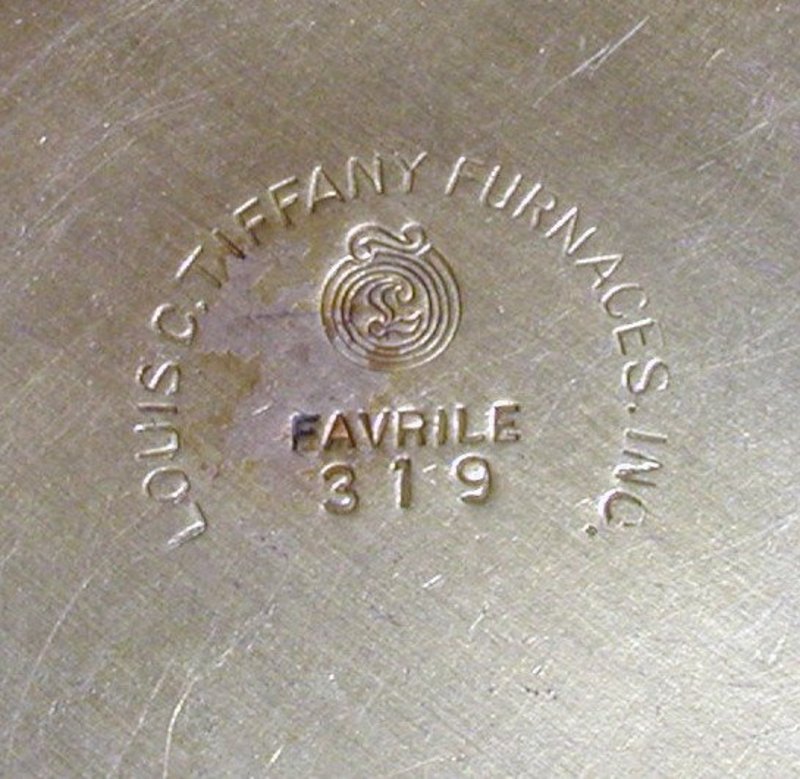 LOUIS C. TIFFANY FURNACES. INC.
FAVRILE
319